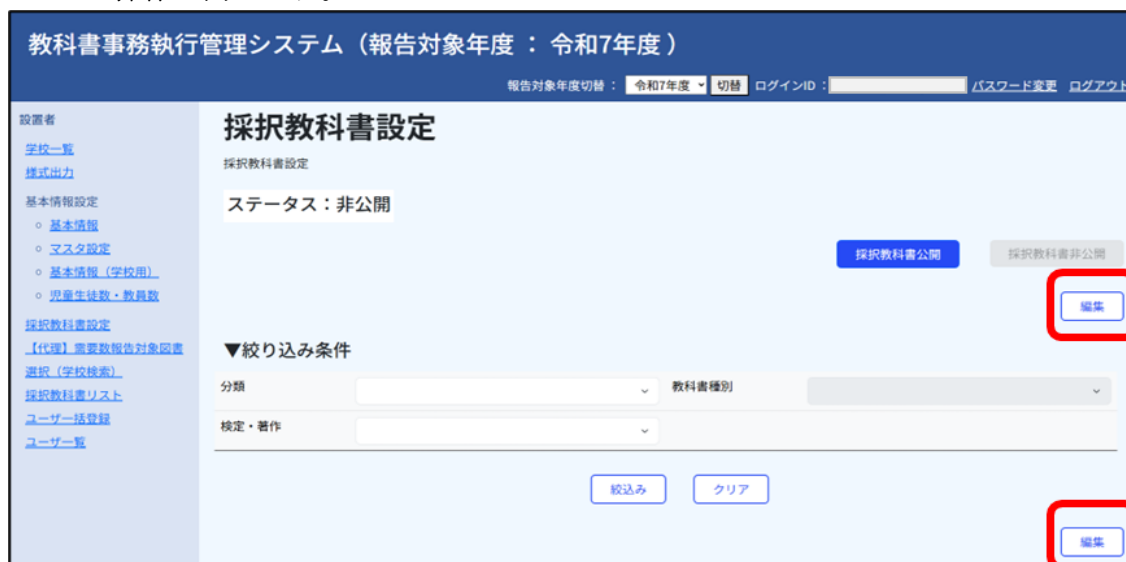 教科書事務執行管理システム（報告対象年度 ： 令和7年度 ）
報告対象年度切替 ： 令和7年度 切替 ログインID ： パスワード変更 ログアウト
設置者
学校一覧
様式出力
基本情報設定
基本情報
マスタ設定
基本情報（学校用）
児童生徒数・教員数
採択教科書設定
【代理】需要数報告対象図書
選択（学校検索）
採択教科書リスト
ユーザ一括登録
ユーザ一覧
採択教科書設定
採択教科書設定
ステータス：非公開
採択教科書公開 採択教科書非公開
編集
▼絞り込み条件
分類 教科書種別
検定・著作
絞込み クリア
編集